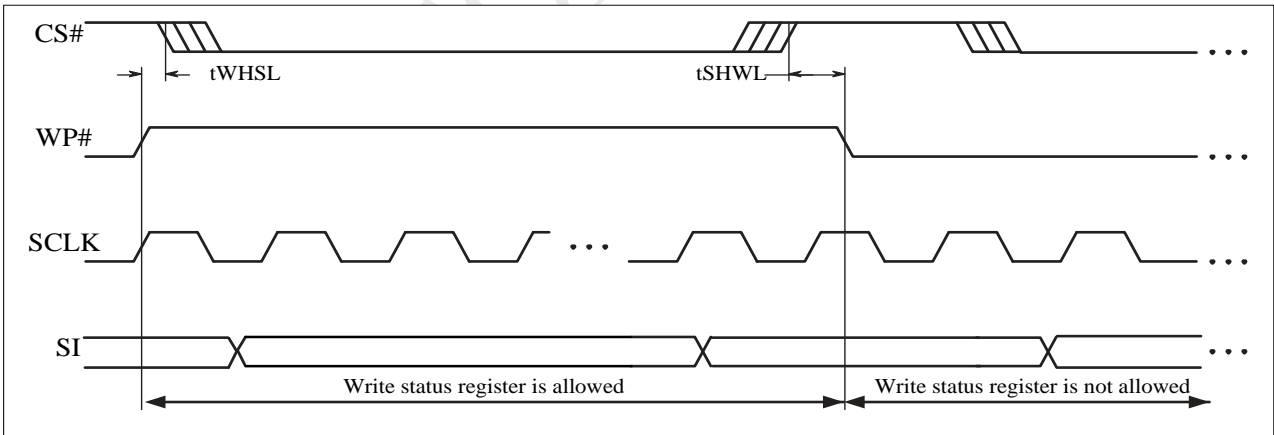 CS#
tWHSL
tSHWL
WP#
SCLK
SI
Write status register is allowed
Write status register is not allowed